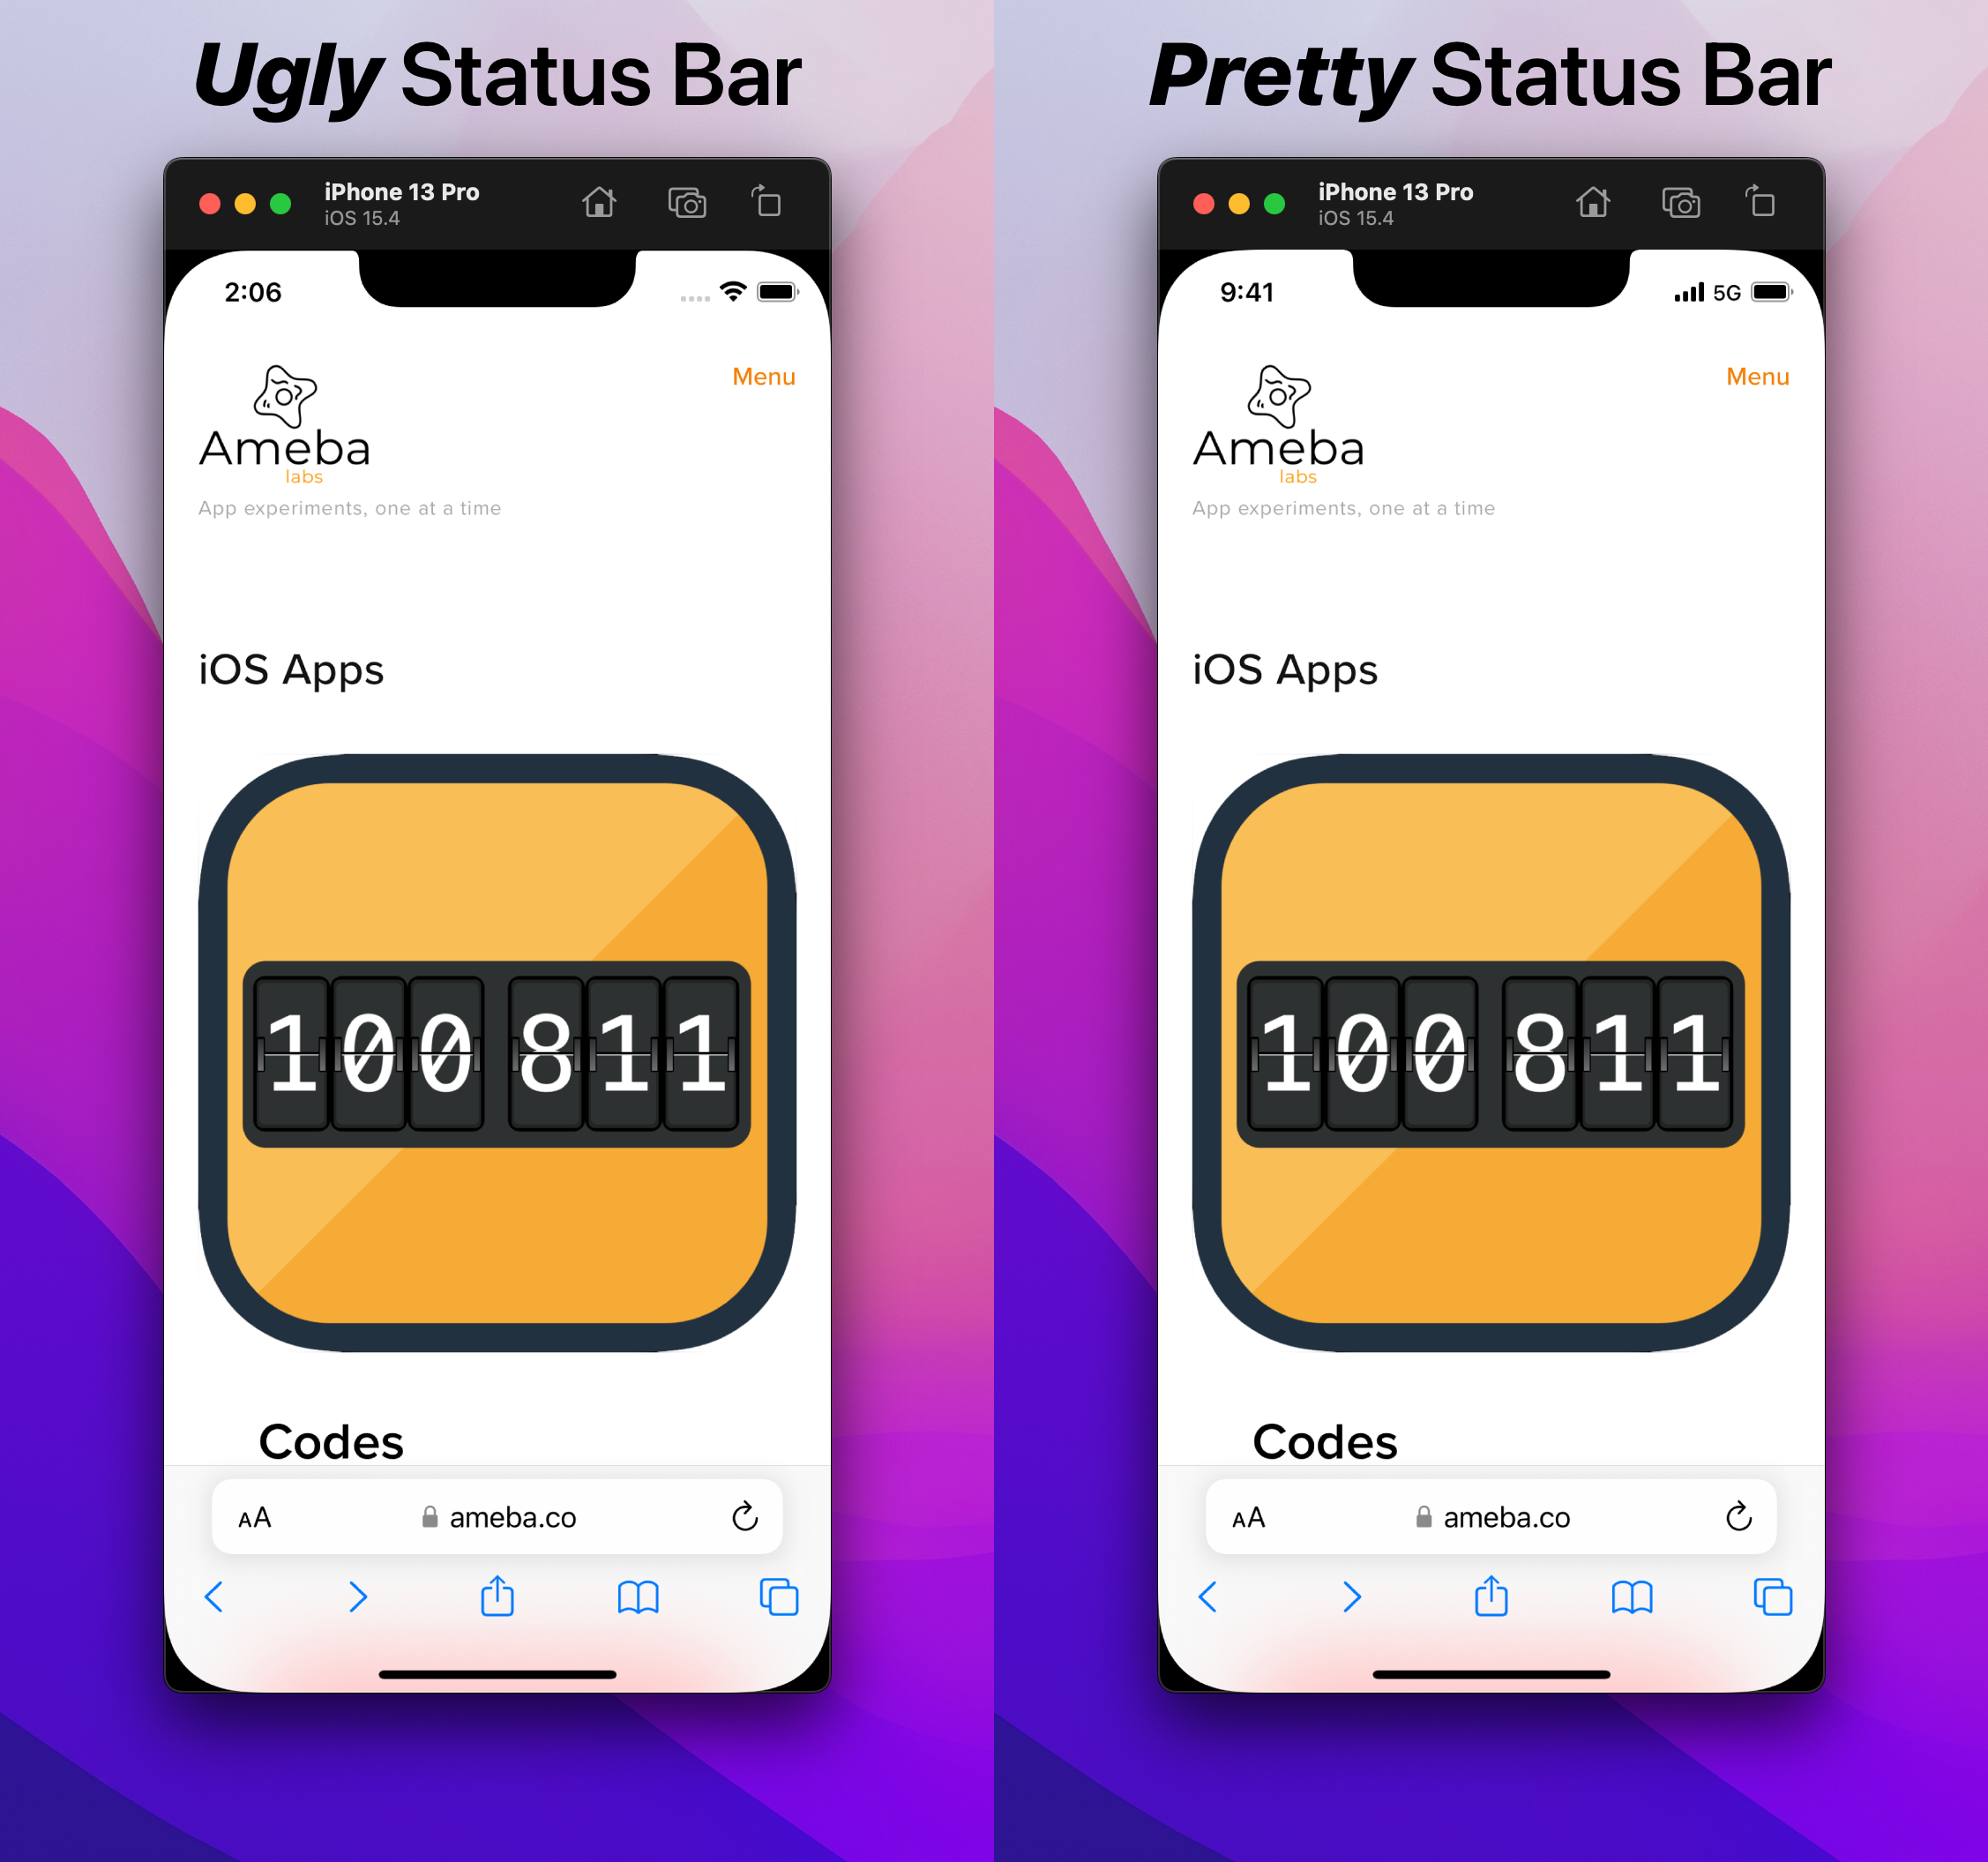 Ugly Status Bar
iPhone 13 Pro
iOS 15.4
2:06
Menu
Ameba
labs
App experiments, one at a time
iOS Apps
100 811
Codes
AA
ameba.co
Pretty Status Bar
iPhone 13 Pro
iOS 15.4
9:41
5G
Menu
Ameba
labs
App experiments, one at a time
iOS Apps
100 811
Codes
AA
ameba.co